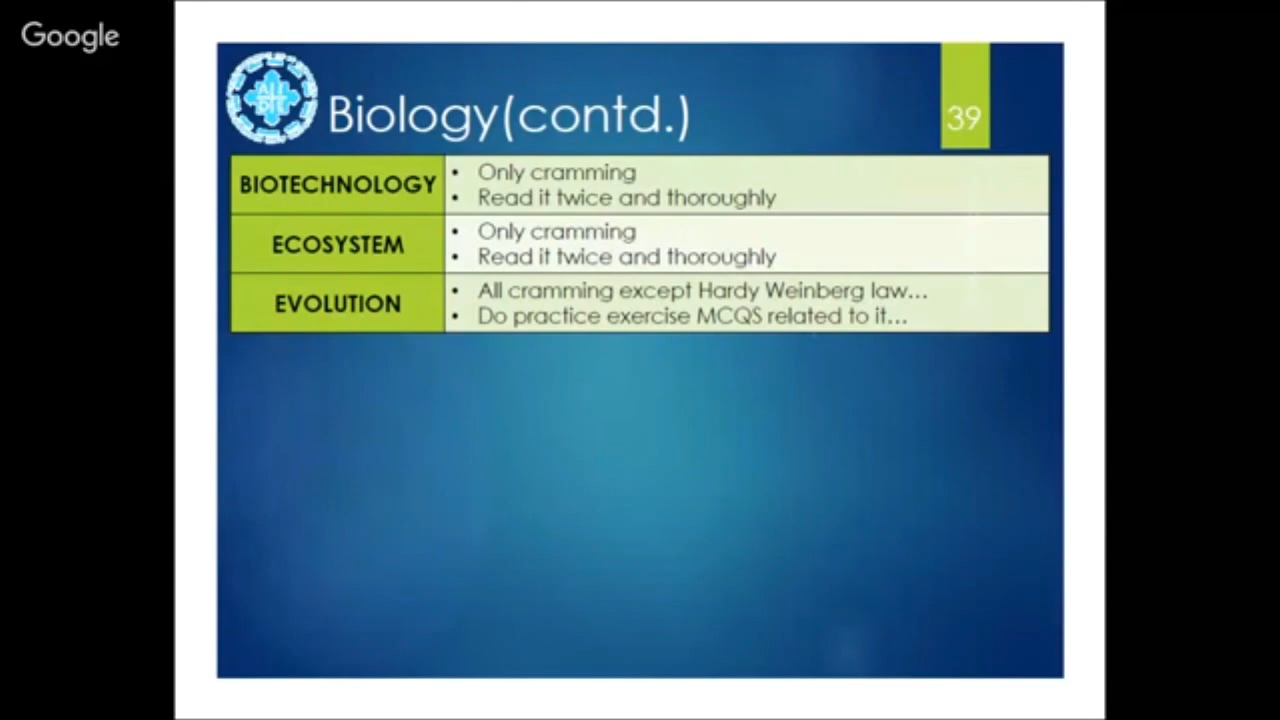 Google
Biology(contd.)
39
BIOTECHNOLOGY
• Only cramming
• Read it twice and thoroughly
ECOSYSTEM
• Only cramming
• Read it twice and thoroughly
EVOLUTION
• All cramming except Hardy Weinberg law...
• Do practice exercise MCQS related to it...